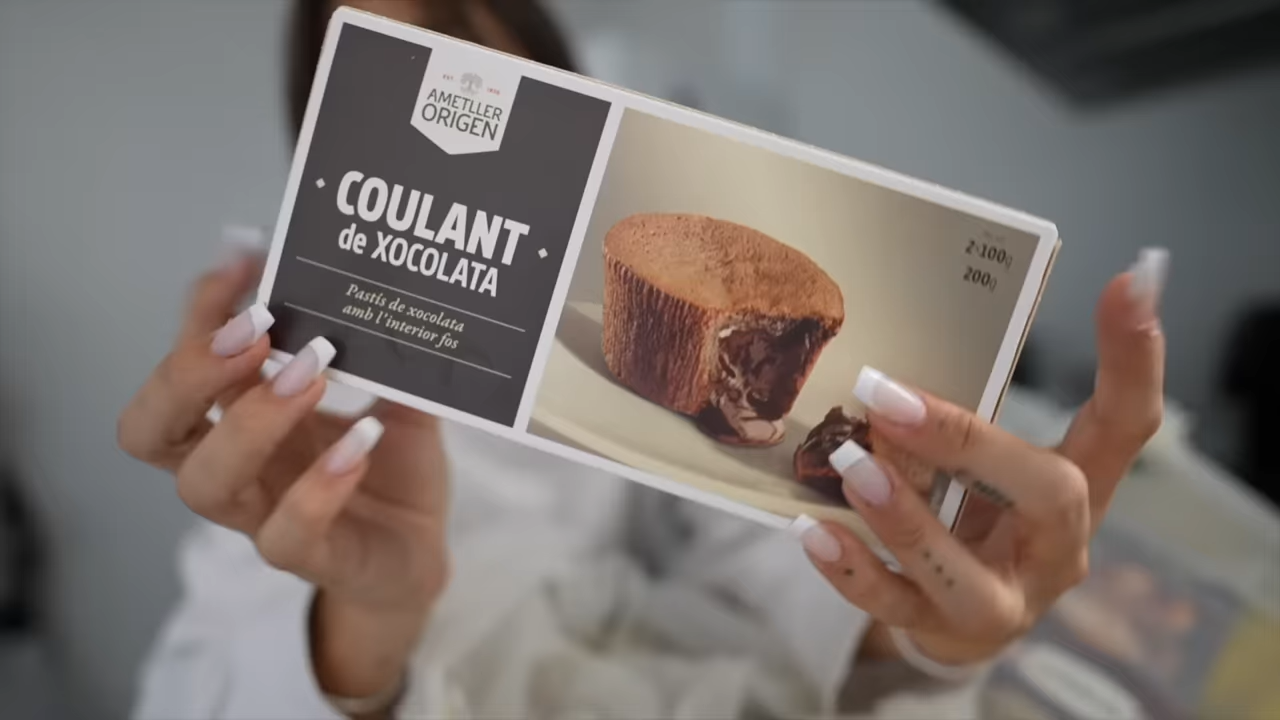 AMETLLER
ORIGEN
COULANT
de XOCOLATA
Pastís de xocolata
amb l'interior fos
2x100g
200g